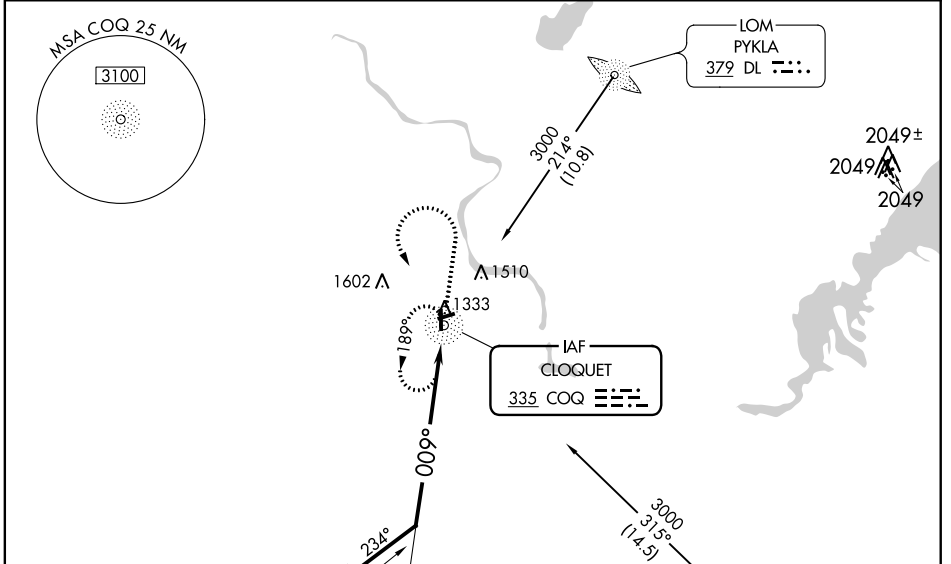 MSA COQ 25 NM
3100
LOM
PYKLA
379 DL
3000
214°
(10.8)
2049±
2049
2049
1602
1510
1333
189°
IAF
CLOQUET
335 COQ
009°
3000
315°
(14.5)
234°